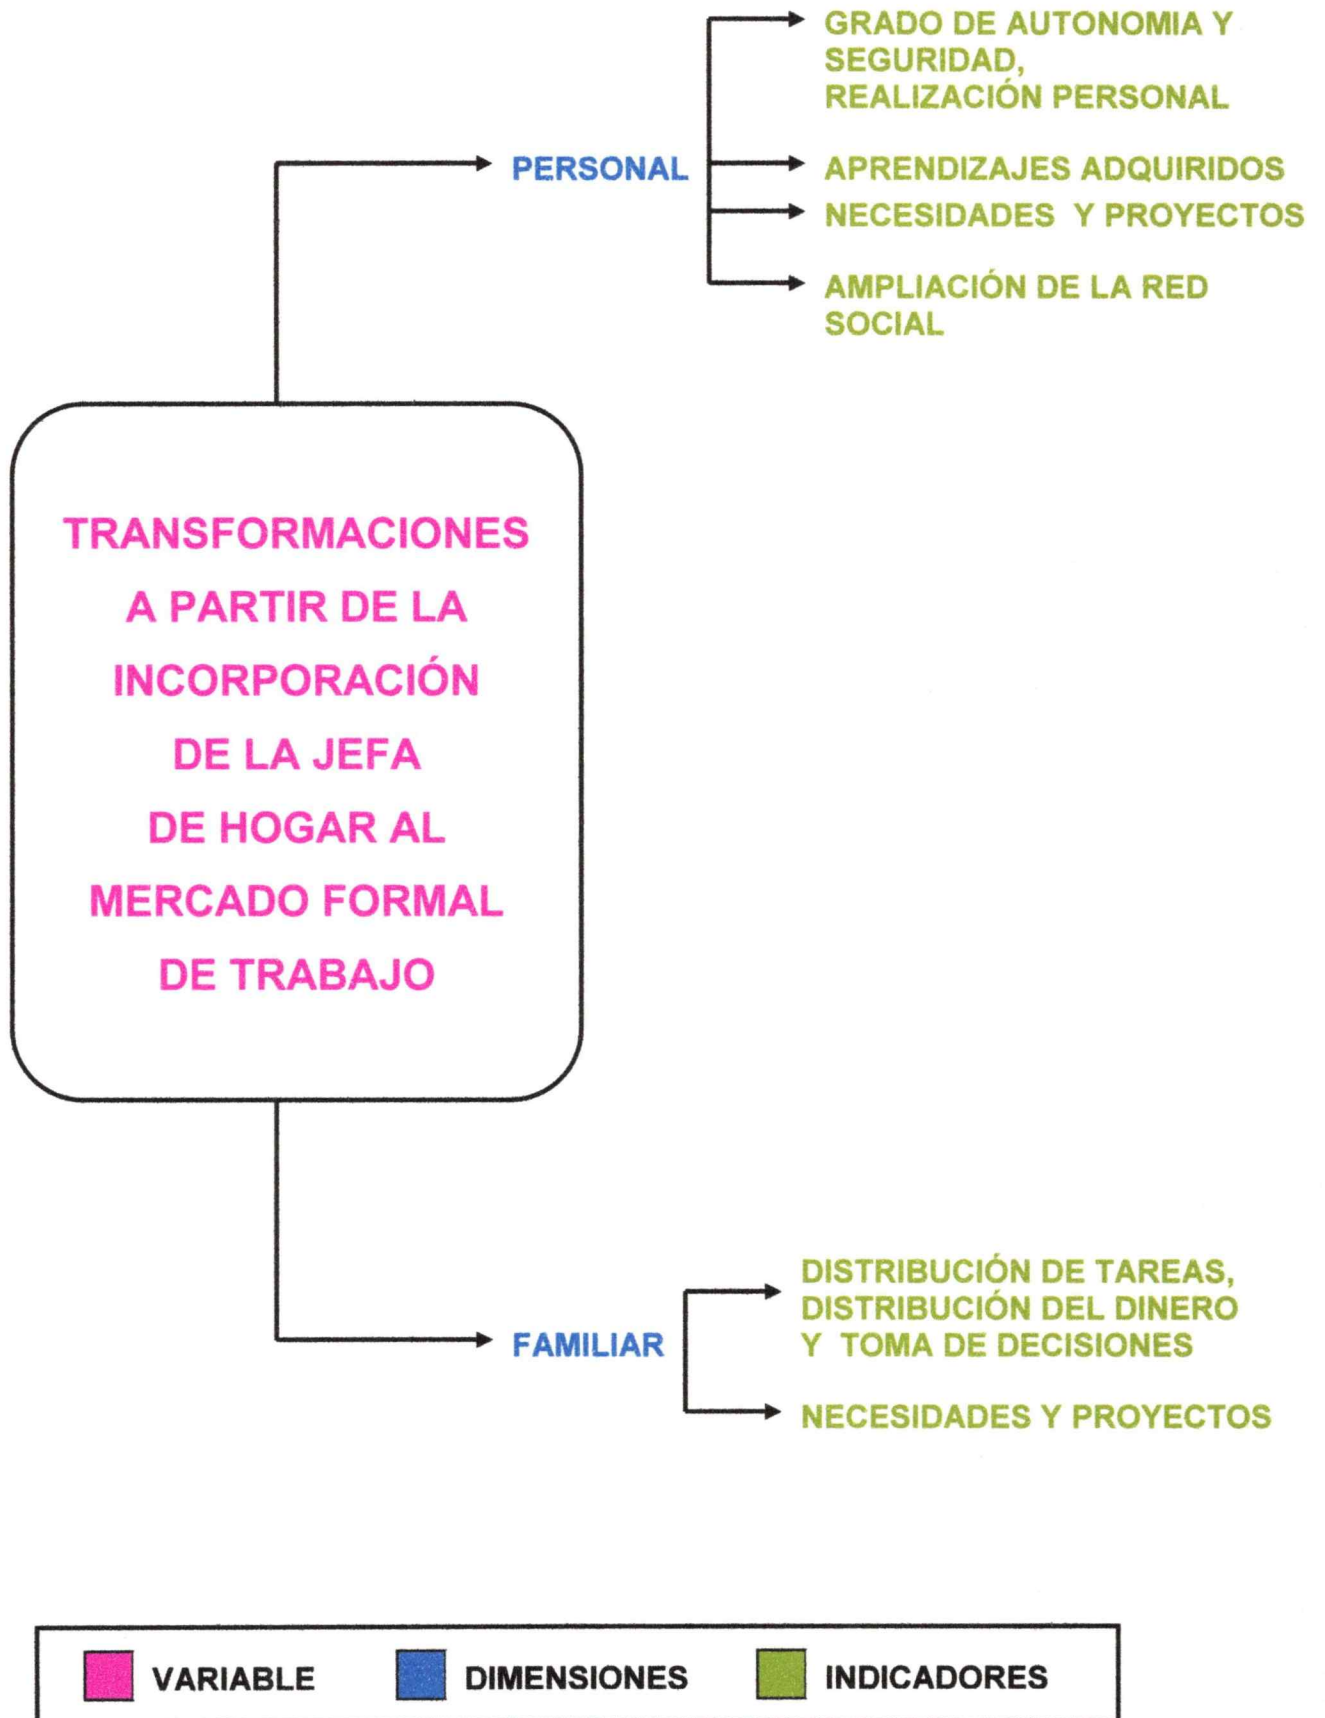 GRADO DE AUTONOMIA Y
SEGURIDAD,
REALIZACIÓN PERSONAL
PERSONAL
APRENDIZAJES ADQUIRIDOS
NECESIDADES Y PROYECTOS
AMPLIACIÓN DE LA RED
SOCIAL
TRANSFORMACIONES
A PARTIR DE LA
INCORPORACIÓN
DE LA JEFA
DE HOGAR AL
MERCADO FORMAL
DE TRABAJO
DISTRIBUCIÓN DE TAREAS,
DISTRIBUCIÓN DEL DINERO
Y TOMA DE DECISIONES
FAMILIAR
NECESIDADES Y PROYECTOS
VARIABLE
DIMENSIONES
INDICADORES